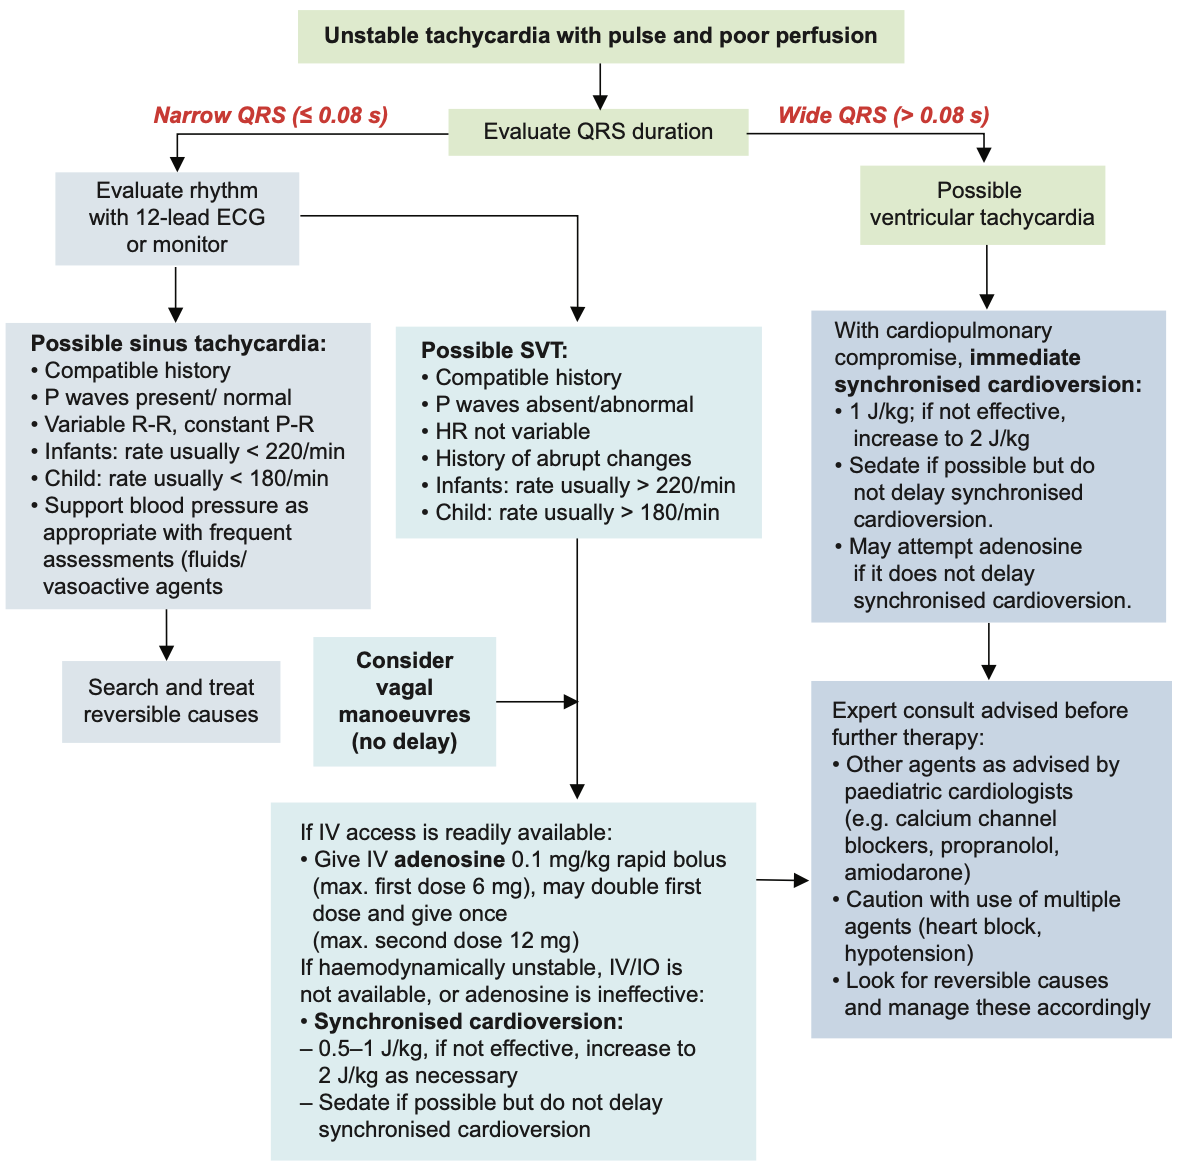 Unstable tachycardia with pulse and poor perfusion
Narrow QRS (≤ 0.08 s)
Evaluate QRS duration
Wide QRS (> 0.08 s)
Evaluate rhythm
with 12-lead ECG
or monitor
Possible
ventricular tachycardia
Possible sinus tachycardia:
• Compatible history
• P waves present/ normal
• Variable R-R, constant P-R
• Infants: rate usually < 220/min
• Child: rate usually < 180/min
• Support blood pressure as
appropriate with frequent
assessments (fluids/
vasoactive agents
Search and treat
reversible causes
Possible SVT:
• Compatible history
• P waves absent/abnormal
• HR not variable
• History of abrupt changes
• Infants: rate usually > 220/min
• Child: rate usually > 180/min
Consider
vagal
manoeuvres
(no delay)
If IV access is readily available:
• Give IV adenosine 0.1 mg/kg rapid bolus
(max. first dose 6 mg), may double first
dose and give once
(max. second dose 12 mg)
If haemodynamically unstable, IV/IO is
not available, or adenosine is ineffective:
• Synchronised cardioversion:
– 0.5–1 J/kg, if not effective, increase to
2 J/kg as necessary
– Sedate if possible but do not delay
synchronised cardioversion
With cardiopulmonary
compromise, immediate
synchronised cardioversion:
• 1 J/kg; if not effective,
increase to 2 J/kg
• Sedate if possible but do
not delay synchronised
cardioversion.
• May attempt adenosine
if it does not delay
synchronised cardioversion.
Expert consult advised before
further therapy:
• Other agents as advised by
paediatric cardiologists
(e.g. calcium channel
blockers, propranolol,
amiodarone)
• Caution with use of multiple
agents (heart block,
hypotension)
• Look for reversible causes
and manage these accordingly